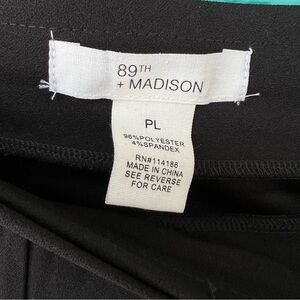 89TH
+ MADISON
PL
96%POLYESTER
4%SPANDEX
RN#114186
MADE IN CHINA
SEE REVERSE
FOR CARE